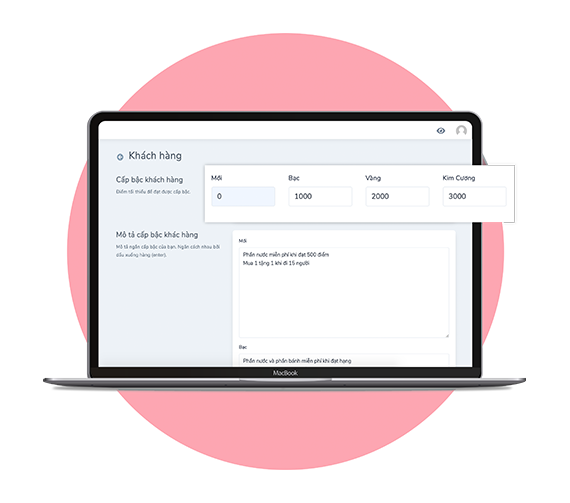 Khách hàng
Cấp bậc khách hàng
Điểm tối thiểu để đạt được cấp bậc.
Mới
Bạc
Vàng
Kim Cương
0
1000
2000
3000
Mô tả cấp bậc khác hàng
Mô tả ngắn cấp bậc của bạn. Ngăn cách nhau bởi
dấu xuống hàng (enter).
Mới
Phần nước miễn phí khi đạt 500 điểm
Mua 1 tặng 1 khi đi 15 người
Bạc
Phần nước và phần bánh miễn phí khi đạt hạng
MacBook